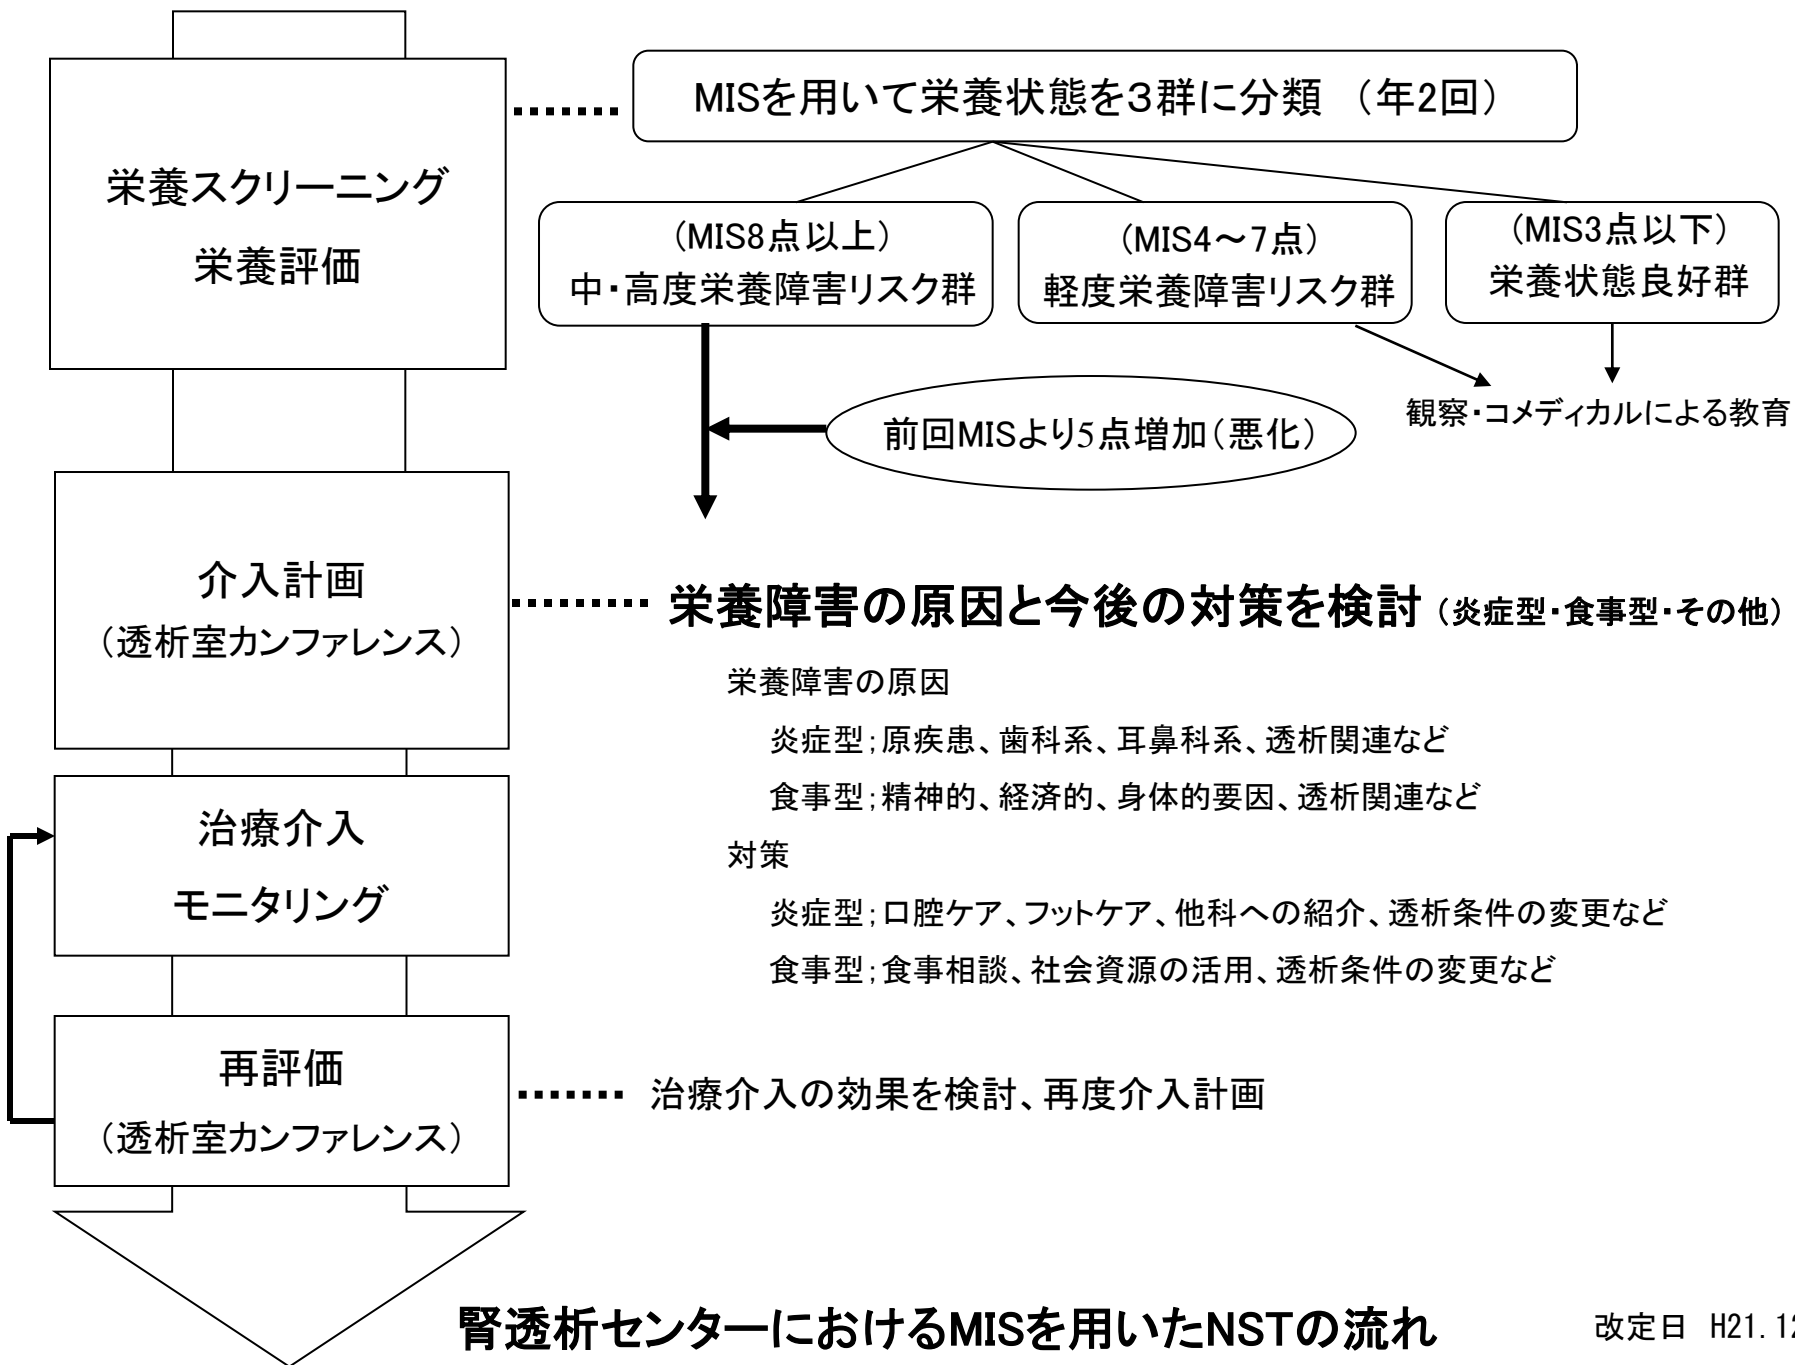 栄養スクリーニング
栄養評価
MISを用いて栄養状態を3群に分類 （年2回）
(MIS8点以上)
中・高度栄養障害リスク群
(MIS4～7点)
軽度栄養障害リスク群
(MIS3点以下)
栄養状態良好群
前回MISより5点増加(悪化)
観察・コメディカルによる教育
介入計画
(透析室カンファレンス)
栄養障害の原因と今後の対策を検討 (炎症型・食事型・その他)
栄養障害の原因
炎症型;原疾患、歯科系、耳鼻科系、透析関連など
食事型;精神的、経済的、身体的要因、透析関連など
対策
炎症型;口腔ケア、フットケア、他科への紹介、透析条件の変更など
食事型;食事相談、社会資源の活用、透析条件の変更など
治療介入
モニタリング
再評価
(透析室カンファレンス)
治療介入の効果を検討、再度介入計画
腎透析センターにおけるMISを用いたNSTの流れ
改定日 H21.12